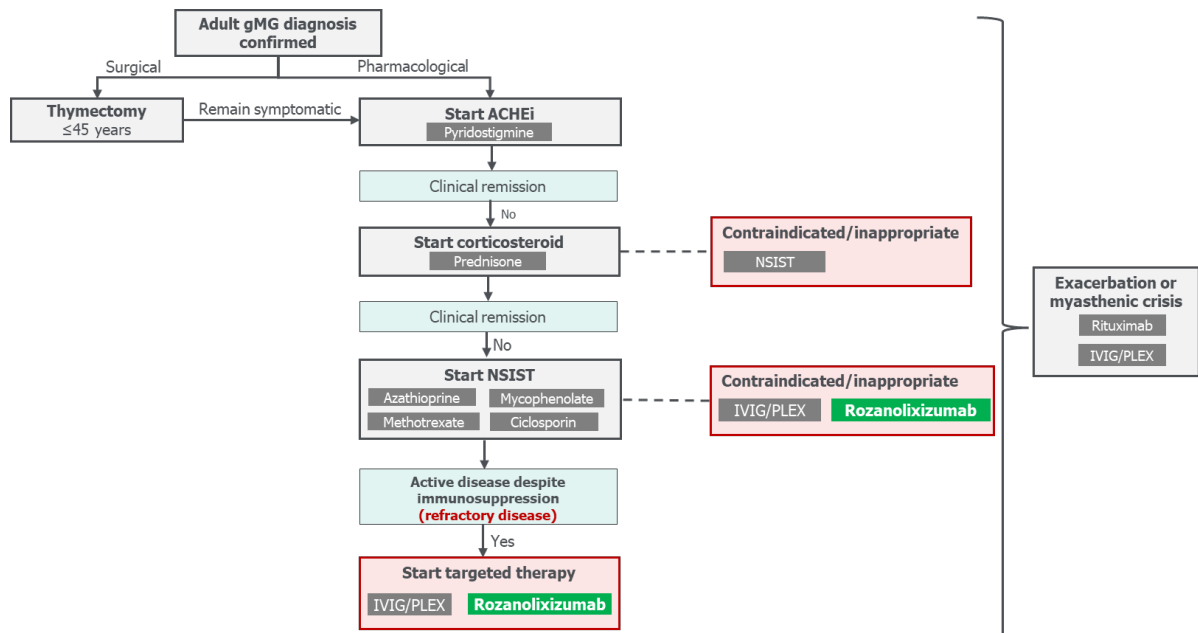 Adult gMG diagnosis
confirmed
Surgical
Pharmacological
Thymectomy
≤45 years
Remain symptomatic
Start ACHEi
Pyridostigmine
Clinical remission
No
Start corticosteroid
Prednisone
Contraindicated/inappropriate
NSIST
Clinical remission
No
Start NSIST
Azathioprine
Mycophenolate
Methotrexate
Ciclosporin
Contraindicated/inappropriate
IVIG/PLEX
Rozanolixizumab
Active disease despite
immunosuppression
(refractory disease)
Yes
Start targeted therapy
IVIG/PLEX
Rozanolixizumab
Exacerbation or
myasthenic crisis
Rituximab
IVIG/PLEX